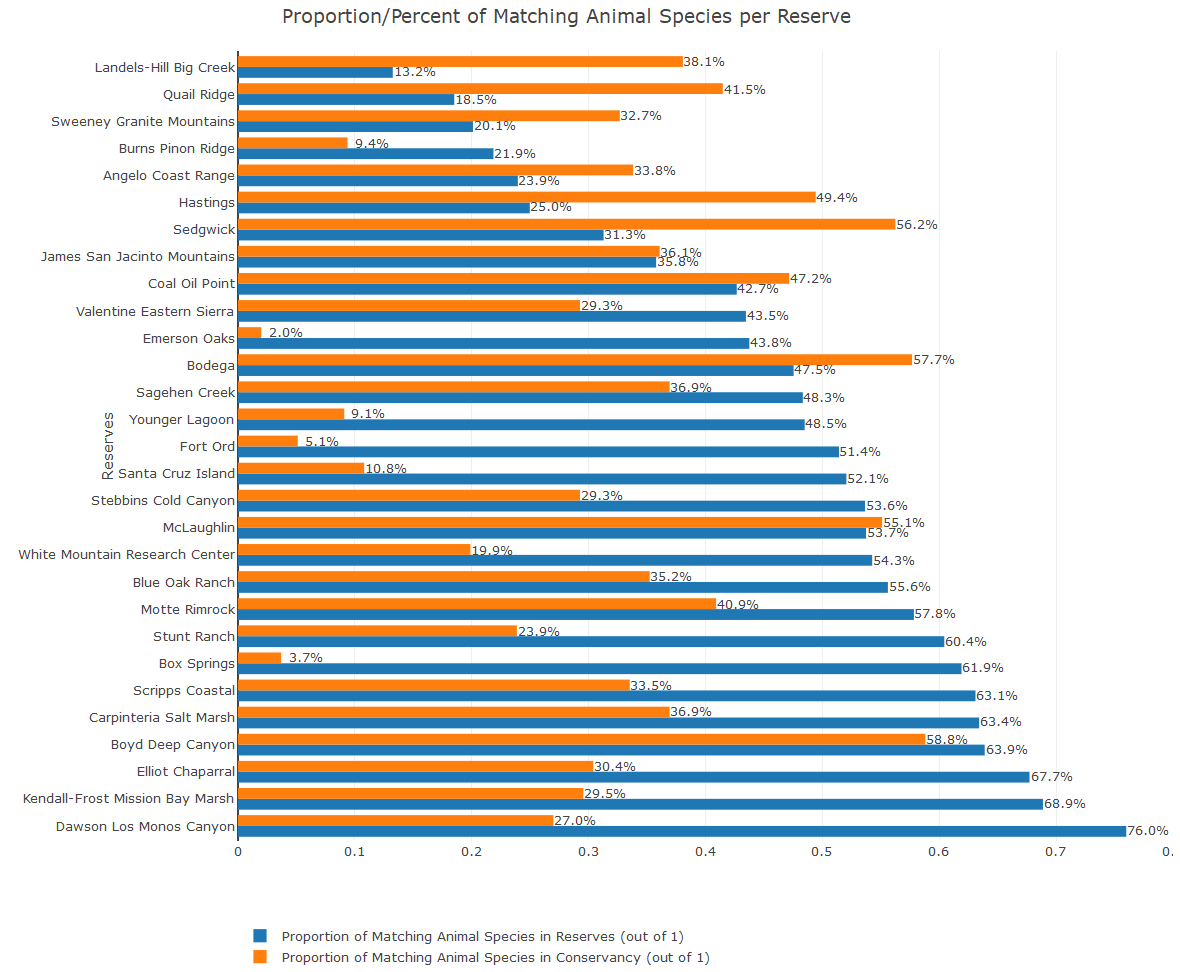 Proportion/Percent of Matching Animal Species per Reserve
Landels-Hill Big Creek
38.1%
13.2%
Quail Ridge
41.5%
18.5%
Sweeney Granite Mountains
32.7%
20.1%
Burns Pinon Ridge
9.4%
21.9%
Angelo Coast Range
33.8%
23.9%
Hastings
49.4%
25.0%
Sedgwick
56.2%
31.3%
James San Jacinto Mountains
36.1%
35.8%
Coal Oil Point
47.2%
42.7%
Valentine Eastern Sierra
29.3%
43.5%
Emerson Oaks
2.0%
43.8%
Bodega
57.7%
47.5%
Sagehen Creek
36.9%
48.3%
Younger Lagoon
9.1%
48.5%
Fort Ord
5.1%
51.4%
Reserves
Santa Cruz Island
10.8%
52.1%
Stebbins Cold Canyon
29.3%
53.6%
McLaughlin
55.1%
53.7%
White Mountain Research Center
19.9%
54.3%
Blue Oak Ranch
35.2%
55.6%
Motte Rimrock
40.9%
57.8%
Stunt Ranch
23.9%
60.4%
Box Springs
3.7%
61.9%
Scripps Coastal
33.5%
63.1%
Carpinteria Salt Marsh
36.9%
63.4%
Boyd Deep Canyon
58.8%
63.9%
Elliot Chaparral
30.4%
67.7%
Kendall-Frost Mission Bay Marsh
29.5%
68.9%
Dawson Los Monos Canyon
27.0%
76.0%
0 0.1 0.2 0.3 0.4 0.5 0.6 0.7 0.
Proportion of Matching Animal Species in Reserves (out of 1)
Proportion of Matching Animal Species in Conservancy (out of 1)